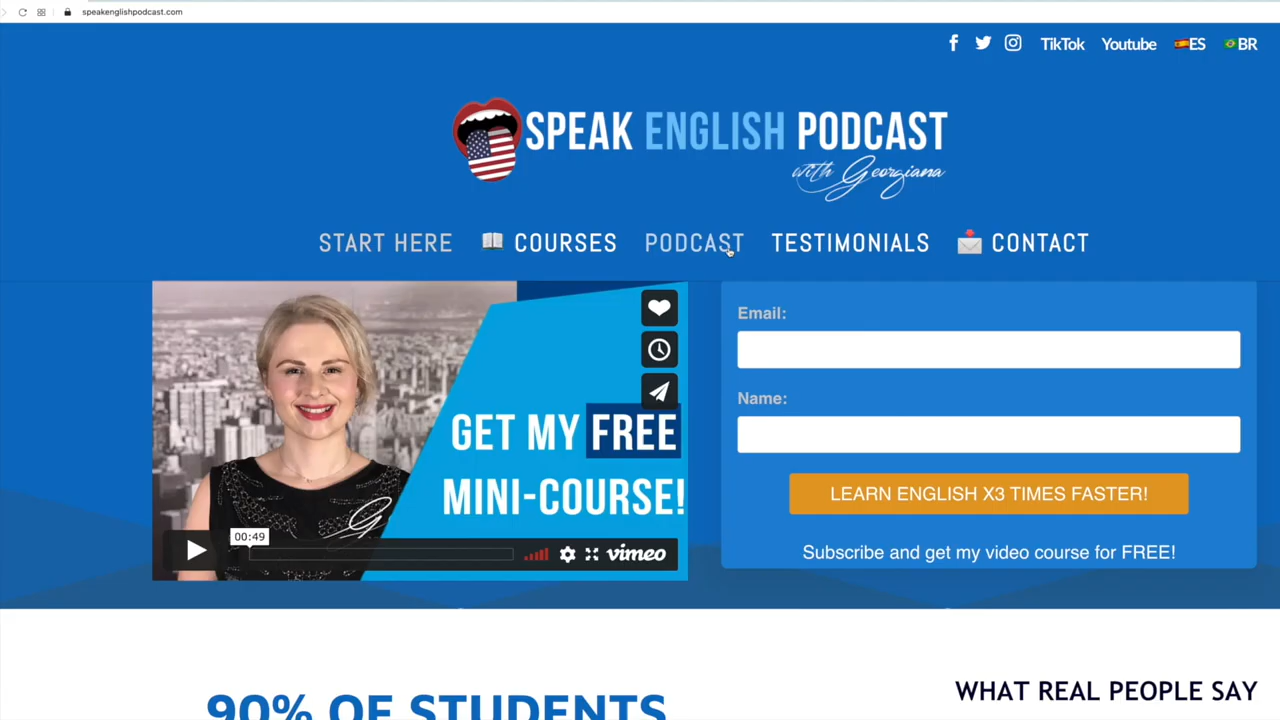 speakenglishpodcast.com
TikTok Youtube ES BR
SPEAK ENGLISH PODCAST
with Georgiana
START HERE COURSES PODCAST TESTIMONIALS CONTACT
GET MY FREE
MINI-COURSE!
G
00:49
vimeo
Email:
Name:
LEARN ENGLISH X3 TIMES FASTER!
Subscribe and get my video course for FREE!
90% OF STUDENTS
WHAT REAL PEOPLE SAY